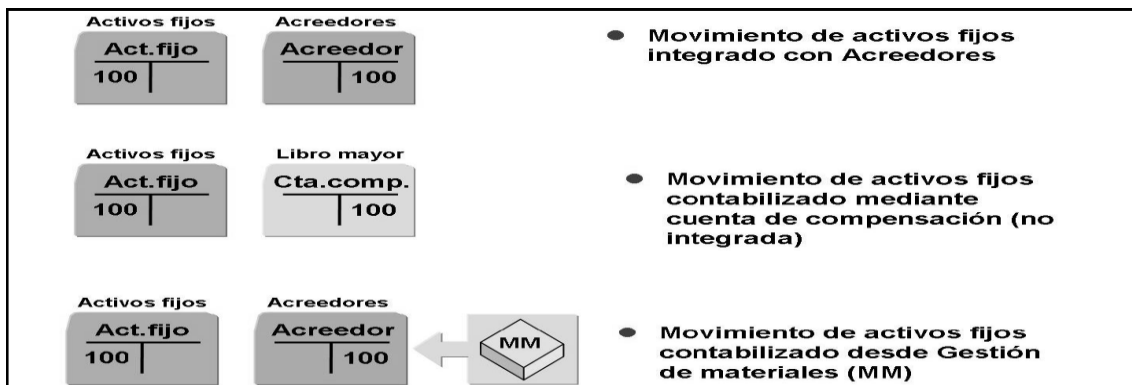 Activos fijos Acreedores
Act.fijo Acreedor
100 100
● Movimiento de activos fijos
integrado con Acreedores
Activos fijos Libro mayor
Act.fijo Cta.comp.
100 100
● Movimiento de activos fijos
contabilizado mediante
cuenta de compensación (no
integrada)
Activos fijos Acreedores
Act.fijo Acreedor
100 100
MM
● Movimiento de activos fijos
contabilizado desde Gestión
de materiales (MM)